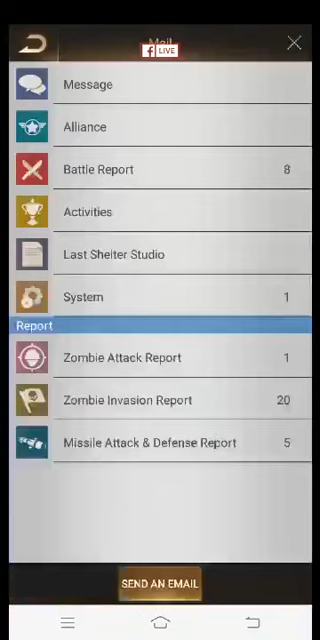 Mail
LIVE
Message
Alliance
Battle Report 8
Activities
Last Shelter Studio
System 1
Report
Zombie Attack Report 1
Zombie Invasion Report 20
Missile Attack & Defense Report 5
SEND AN EMAIL